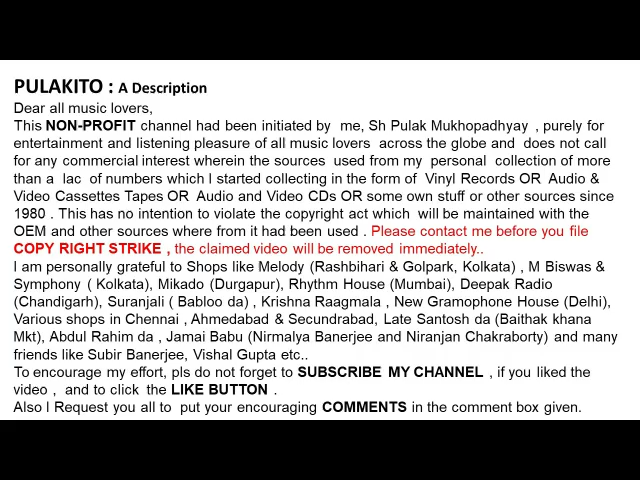 PULAKITO : A Description
Dear all music lovers,
This NON-PROFIT channel had been initiated by me, Sh Pulak Mukhopadhyay , purely for
entertainment and listening pleasure of all music lovers across the globe and does not call
for any commercial interest wherein the sources used from my personal collection of more
than a lac of numbers which I started collecting in the form of Vinyl Records OR Audio &
Video Cassettes Tapes OR Audio and Video CDs OR some own stuff or other sources since
1980 . This has no intention to violate the copyright act which will be maintained with the
OEM and other sources where from it had been used . Please contact me before you file
COPY RIGHT STRIKE , the claimed video will be removed immediately..
I am personally grateful to Shops like Melody (Rashbihari & Golpark, Kolkata) , M Biswas &
Symphony ( Kolkata), Mikado (Durgapur), Rhythm House (Mumbai), Deepak Radio
(Chandigarh), Suranjali ( Babloo da) , Krishna Raagmala , New Gramophone House (Delhi),
Various shops in Chennai , Ahmedabad & Secundrabad, Late Santosh da (Baithak khana
Mkt), Abdul Rahim da , Jamai Babu (Nirmalya Banerjee and Niranjan Chakraborty) and many
friends like Subir Banerjee, Vishal Gupta etc..
To encourage my effort, pls do not forget to SUBSCRIBE MY CHANNEL , if you liked the
video , and to click the LIKE BUTTON .
Also I Request you all to put your encouraging COMMENTS in the comment box given.